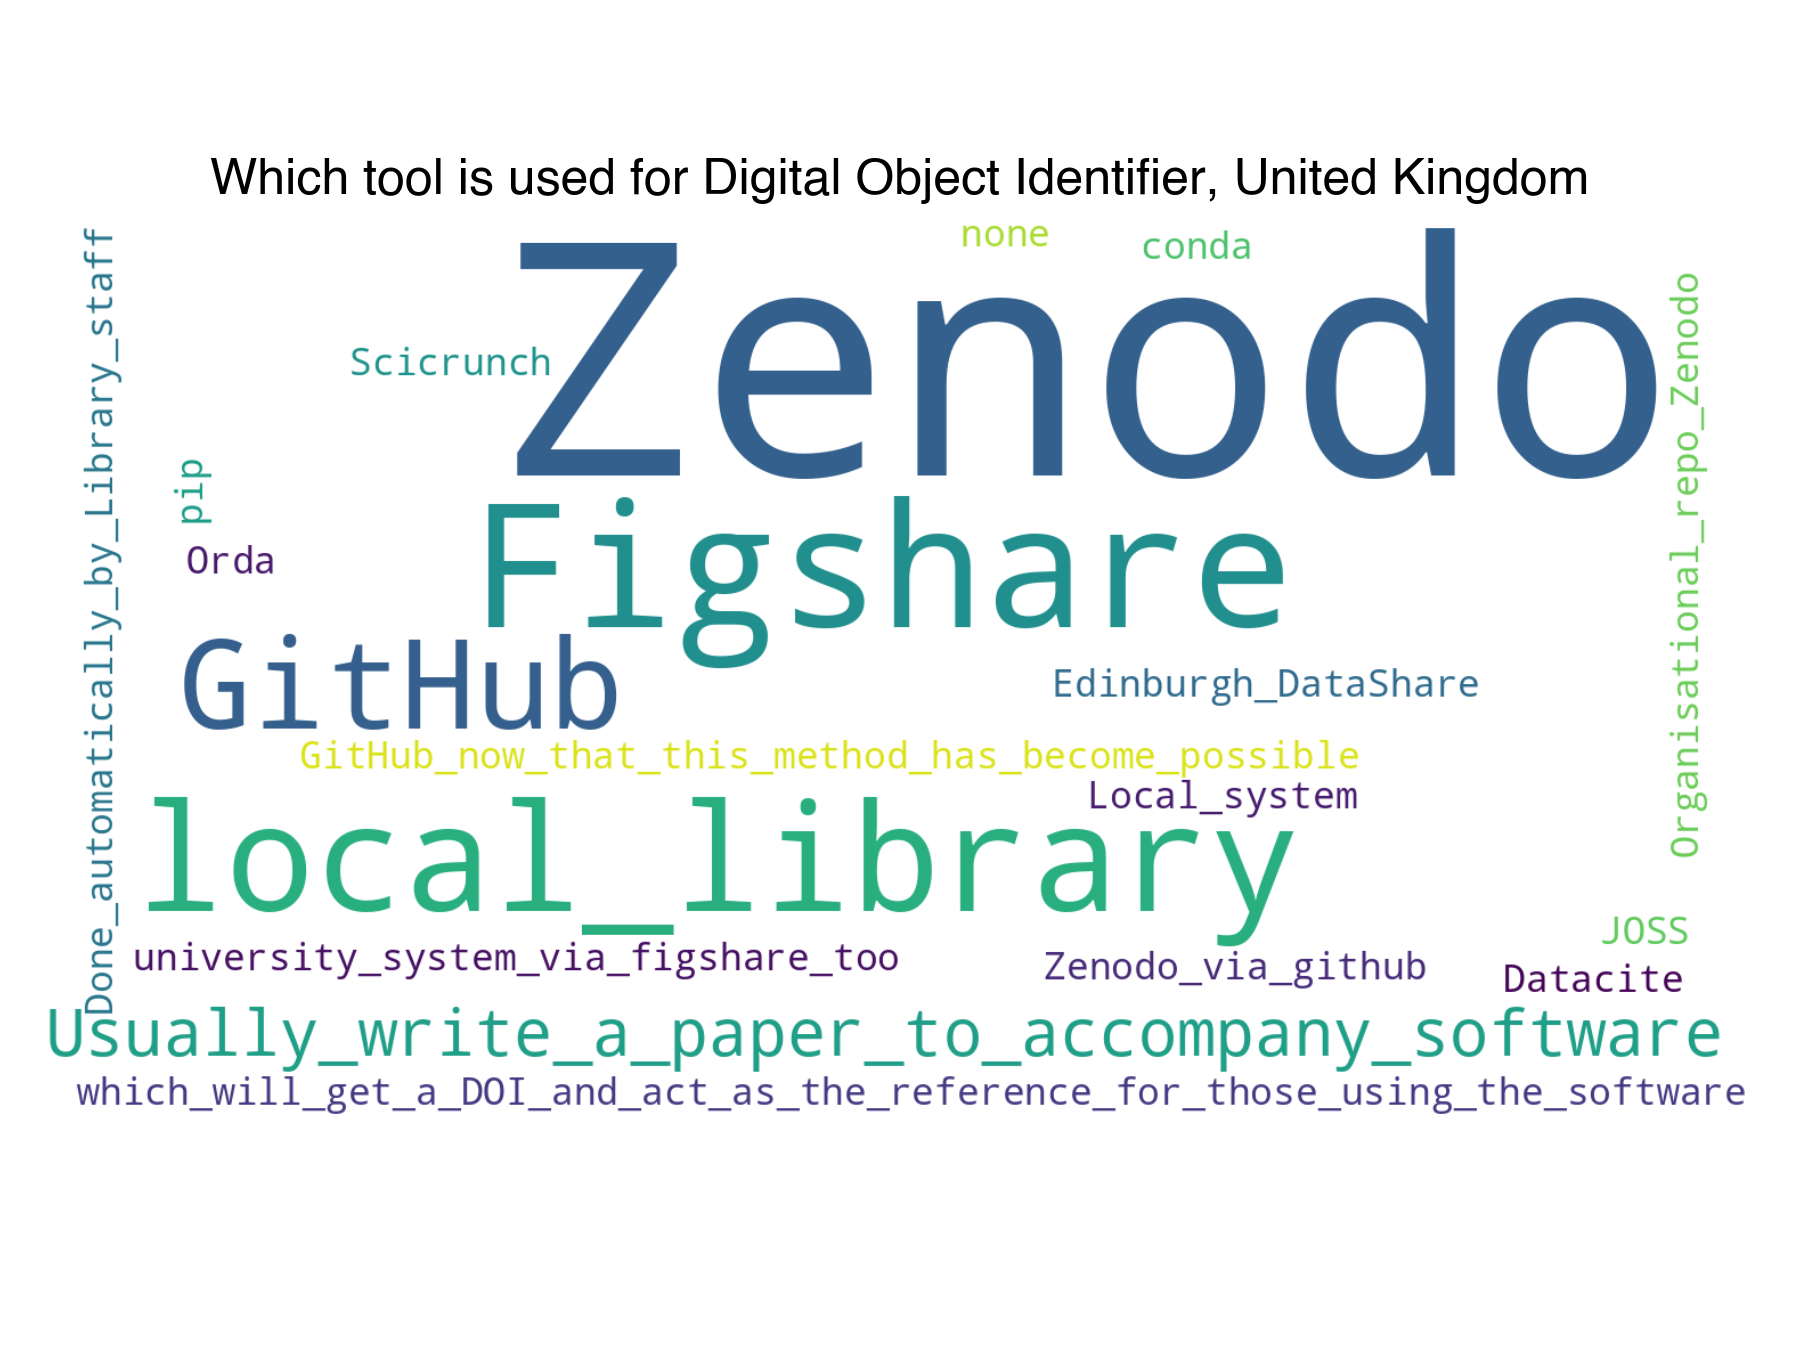 Which tool is used for Digital Object Identifier, United Kingdom
none
conda
Zenodo
Scicrunch
Done_automatically_by_Library_staff
Organisational_repo_Zenodo
pip
Figshare
Orda
GitHub
Edinburgh_DataShare
GitHub_now_that_this_method_has_become_possible
Local_system
local_library
JOSS
university_system_via_figshare_too
Zenodo_via_github
Datacite
Usually_write_a_paper_to_accompany_software
which_will_get_a_DOI_and_act_as_the_reference_for_those_using_the_software